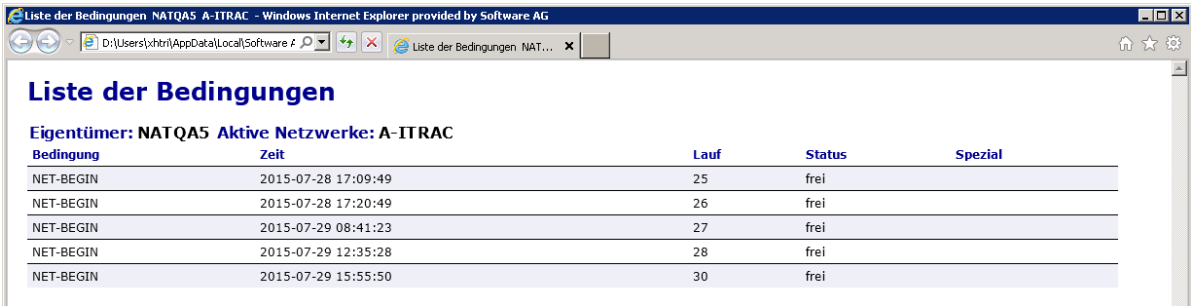 Liste der Bedingungen NATQA5 A-ITRAC - Windows Internet Explorer provided by Software AG
D:\Users\xhtri\AppData\Local\Software A
Liste der Bedingungen NAT...
Liste der Bedingungen
Eigentümer: NATQA5 Aktive Netzwerke: A-ITRAC
Bedingung Zeit Lauf Status Spezial
NET-BEGIN 2015-07-28 17:09:49 25 frei
NET-BEGIN 2015-07-28 17:20:49 26 frei
NET-BEGIN 2015-07-29 08:41:23 27 frei
NET-BEGIN 2015-07-29 12:35:28 28 frei
NET-BEGIN 2015-07-29 15:55:50 30 frei